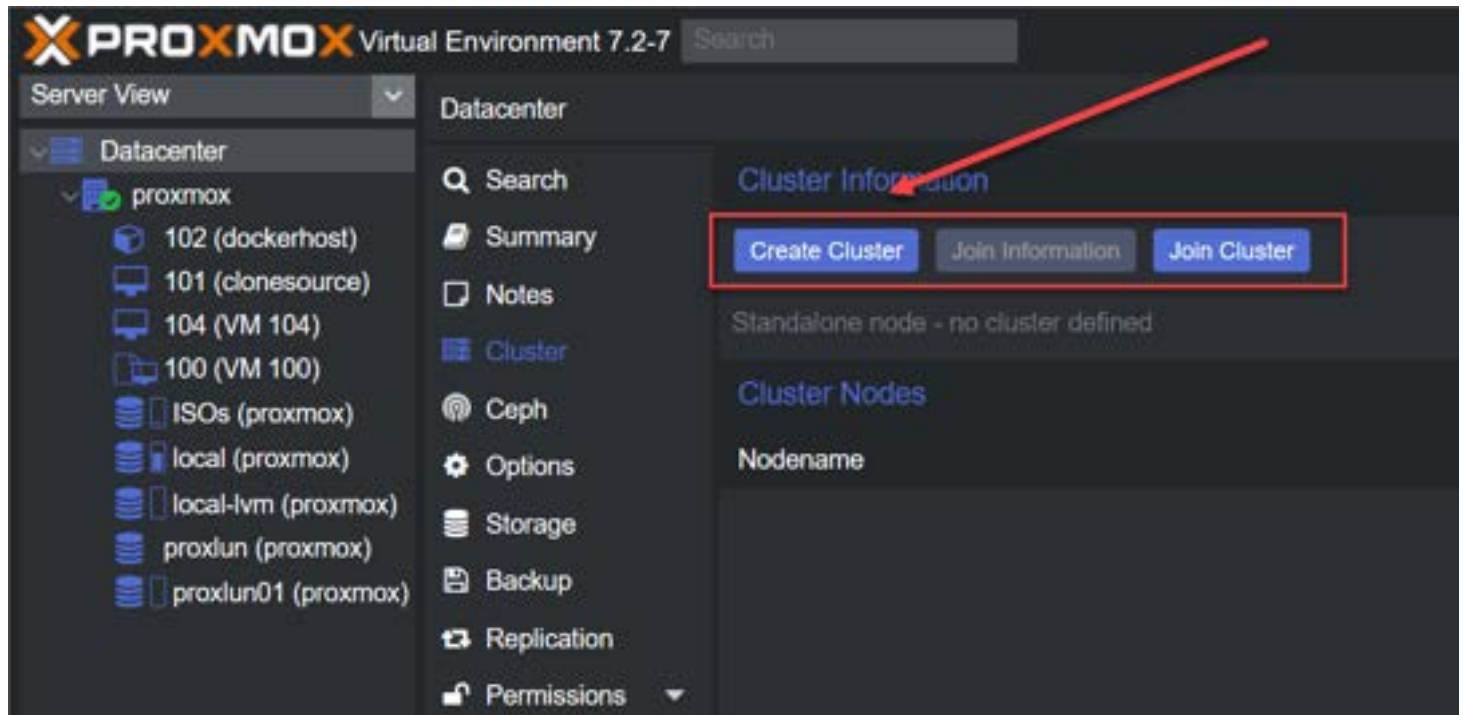 PROXMOX Virtual Environment 7.2-7 Search
Server View
Datacenter
proxmox
102 (dockerhost)
101 (clonesource)
104 (VM 104)
100 (VM 100)
ISOs (proxmox)
local (proxmox)
local-lvm (proxmox)
proxlun (proxmox)
proxlun01 (proxmox)
Datacenter
Search
Summary
Notes
Cluster
Ceph
Options
Storage
Backup
Replication
Permissions
Cluster Information
Create Cluster Join Information Join Cluster
Standalone node - no cluster defined
Cluster Nodes
Nodename